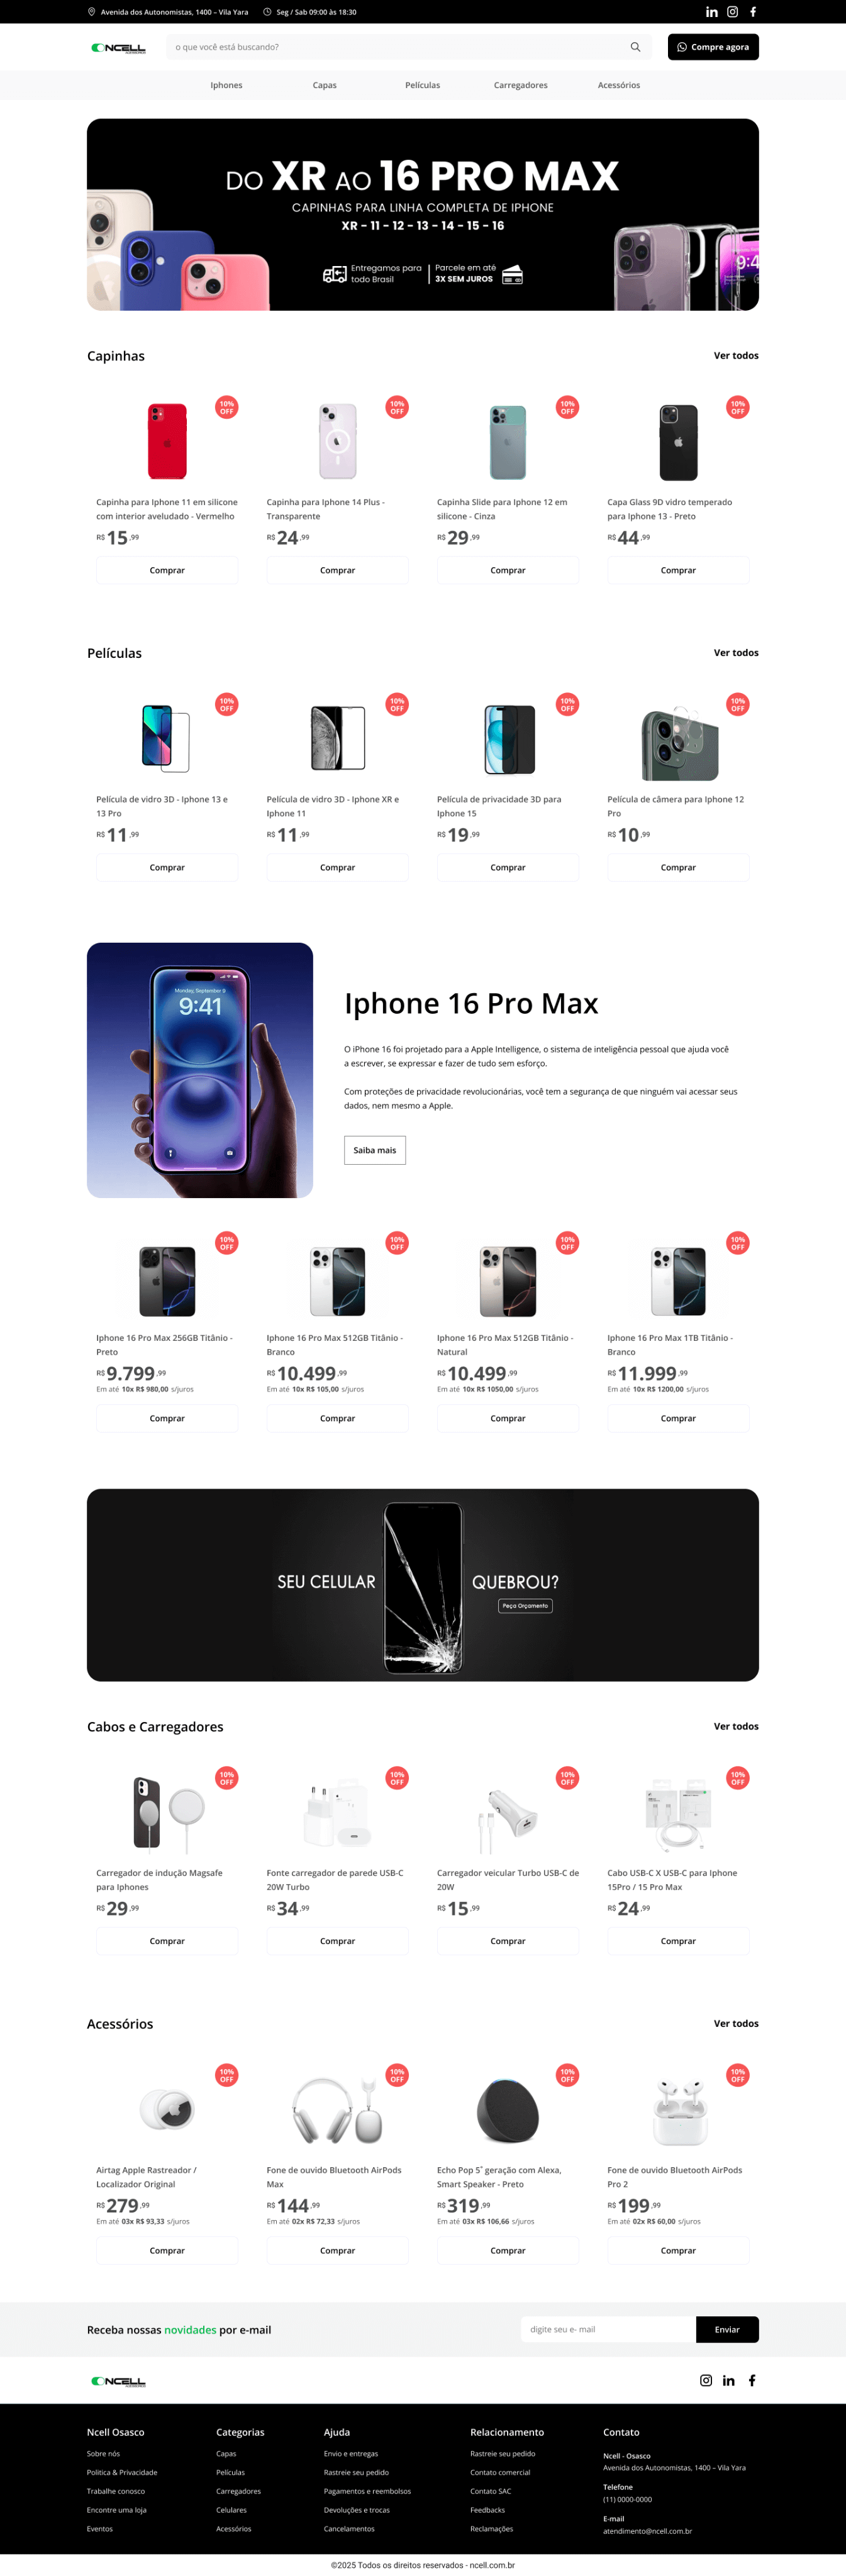 Avenida dos Autonomistas, 1400 – Vila Yara
Seg / Sab 09:00 às 18:30
NCELL
o que você está buscando?
Compre agora
Iphones
Capas
Películas
Carregadores
Acessórios
DO XR AO 16 PRO MAX
CAPINHAS PARA LINHA COMPLETA DE IPHONE
XR – 11 – 12 – 13 – 14 – 15 – 16
Entregamos para
todo Brasil
Parcele em até
3X SEM JUROS
9:4
Capinhas
Ver todos
10%
OFF
10%
OFF
10%
OFF
10%
OFF
Capinha para Iphone 11 em silicone
com interior aveludado - Vermelho
R$ 15 ,99
Comprar
Capinha para Iphone 14 Plus -
Transparente
R$ 24 ,99
Comprar
Capinha Slide para Iphone 12 em
silicone - Cinza
R$ 29 ,99
Comprar
Capa Glass 9D vidro temperado
para Iphone 13 - Preto
R$ 44 ,99
Comprar
Películas
Ver todos
10%
OFF
10%
OFF
10%
OFF
10%
OFF
Película de vidro 3D - Iphone 13 e
13 Pro
R$ 11 ,99
Comprar
Película de vidro 3D - Iphone XR e
Iphone 11
R$ 11 ,99
Comprar
Película de privacidade 3D para
Iphone 15
R$ 19 ,99
Comprar
Película de câmera para Iphone 12
Pro
R$ 10 ,99
Comprar
Monday, September 9
9:41
Iphone 16 Pro Max
O iPhone 16 foi projetado para a Apple Intelligence, o sistema de inteligência pessoal que ajuda você
a escrever, se expressar e fazer de tudo sem esforço.
Com proteções de privacidade revolucionárias, você tem a segurança de que ninguém vai acessar seus
dados, nem mesmo a Apple.
Saiba mais
10%
OFF
10%
OFF
10%
OFF
10%
OFF
Iphone 16 Pro Max 256GB Titânio -
Preto
R$ 9.799 ,99
Em até 10x R$ 980,00 s/juros
Comprar
Iphone 16 Pro Max 512GB Titânio -
Branco
R$ 10.499 ,99
Em até 10x R$ 105,00 s/juros
Comprar
Iphone 16 Pro Max 512GB Titânio -
Natural
R$ 10.499 ,99
Em até 10x R$ 1050,00 s/juros
Comprar
Iphone 16 Pro Max 1TB Titânio -
Branco
R$ 11.999 ,99
Em até 10x R$ 1200,00 s/juros
Comprar
SEU CELULAR QUEBROU?
Peça Orçamento
Cabos e Carregadores
Ver todos
10%
OFF
10%
OFF
10%
OFF
10%
OFF
Carregador de indução Magsafe
para Iphones
R$ 29 ,99
Comprar
Fonte carregador de parede USB-C
20W Turbo
R$ 34 ,99
Comprar
Carregador veicular Turbo USB-C de
20W
R$ 15 ,99
Comprar
Cabo USB-C X USB-C para Iphone
15Pro / 15 Pro Max
R$ 24 ,99
Comprar
Acessórios
Ver todos
10%
OFF
10%
OFF
10%
OFF
10%
OFF
Airtag Apple Rastreador /
Localizador Original
R$ 279 ,99
Em até 03x R$ 93,33 s/juros
Comprar
Fone de ouvido Bluetooth AirPods
Max
R$ 144 ,99
Em até 02x R$ 72,33 s/juros
Comprar
Echo Pop 5ª geração com Alexa,
Smart Speaker - Preto
R$ 319 ,99
Em até 03x R$ 106,66 s/juros
Comprar
Fone de ouvido Bluetooth AirPods
Pro 2
R$ 199 ,99
Em até 02x R$ 60,00 s/juros
Comprar
Receba nossas novidades por e-mail
digite seu e- mail
Enviar
NCELL
Ncell Osasco
Sobre nós
Politica & Privacidade
Trabalhe conosco
Encontre uma loja
Eventos
Categorias
Capas
Películas
Carregadores
Celulares
Acessórios
Ajuda
Envio e entregas
Rastreie seu pedido
Pagamentos e reembolsos
Devoluções e trocas
Cancelamentos
Relacionamento
Rastreie seu pedido
Contato comercial
Contato SAC
Feedbacks
Reclamações
Contato
Ncell - Osasco
Avenida dos Autonomistas, 1400 – Vila Yara
Telefone
(11) 0000-0000
E-mail
atendimento@ncell.com.br
©2025 Todos os direitos reservados - ncell.com.br